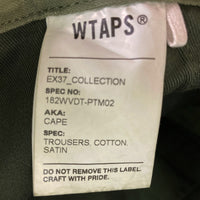 WTAPS®
TITLE:
EX37_COLLECTION
SPEC NO:
182WVDT-PTM02
AKA:
CAPE
SPEC:
TROUSERS. COTTON.
SATIN
DO NOT REMOVE THIS LABEL.
CRAFT WITH PRIDE.